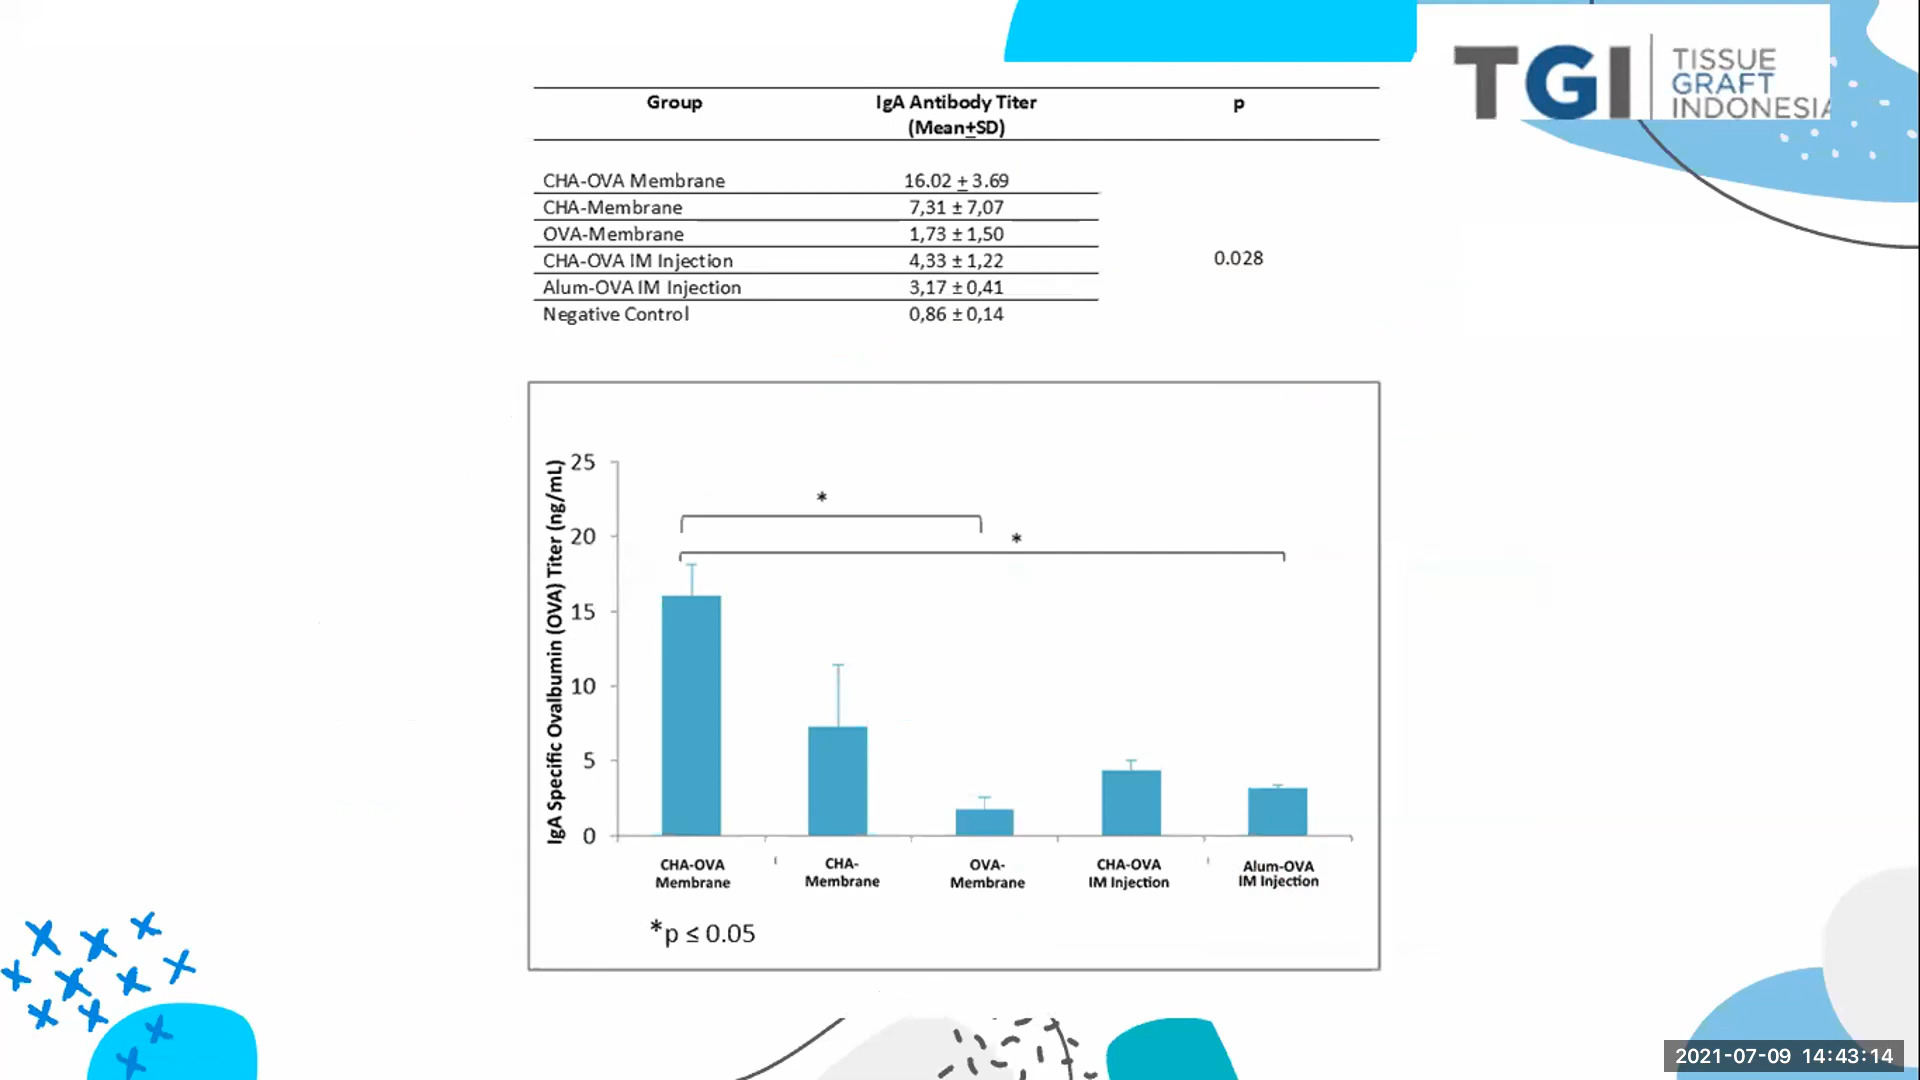 TGI
TISSUE
GRAFT
INDONESIA
Group IgA Antibody Titer p
(Mean±SD)
CHA-OVA Membrane 16.02 ± 3.69
CHA-Membrane 7,31 ± 7,07
OVA-Membrane 1,73 ± 1,50
0.028
CHA-OVA IM Injection 4,33 ± 1,22
Alum-OVA IM Injection 3,17 ± 0,41
Negative Control 0,86 ± 0,14
IgA Specific Ovalbumin (OVA) Titer (ng/mL)
25
20
15
10
5
0
*
*
CHA-OVA
Membrane
CHA-
Membrane
OVA-
Membrane
CHA-OVA
IM Injection
Alum-OVA
IM Injection
*p ≤ 0.05
2021-07-09 14:43:14